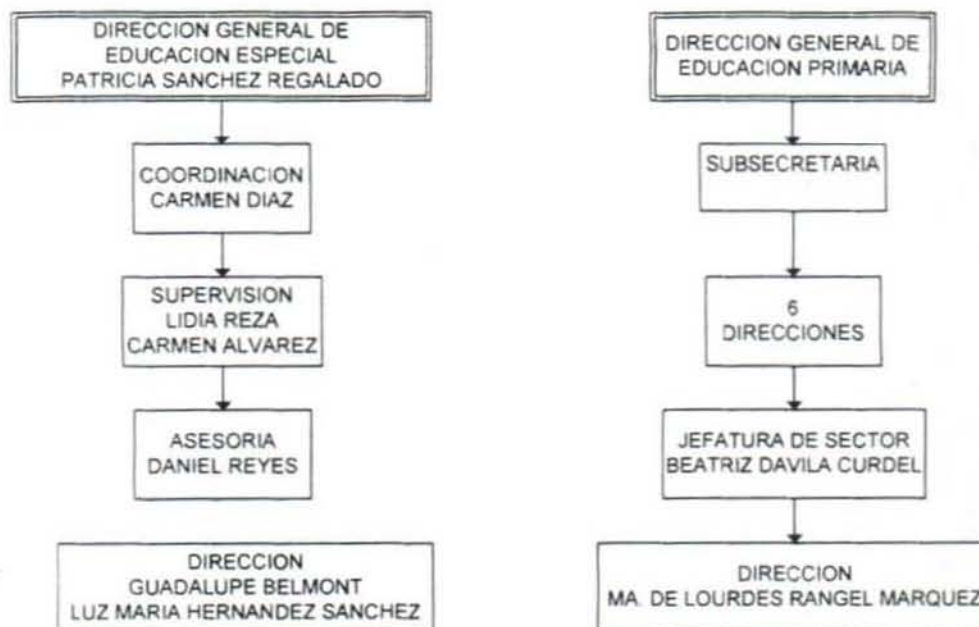 DIRECCION GENERAL DE
EDUCACION ESPECIAL
PATRICIA SANCHEZ REGALADO
COORDINACION
CARMEN DIAZ
SUPERVISION
LIDIA REZA
CARMEN ALVAREZ
ASESORIA
DANIEL REYES
DIRECCION
GUADALUPE BELMONT
LUZ MARIA HERNANDEZ SANCHEZ
DIRECCION GENERAL DE
EDUCACION PRIMARIA
SUBSECRETARIA
6
DIRECCIONES
JEFATURA DE SECTOR
BEATRIZ DAVILA CURDEL
DIRECCION
MA. DE LOURDES RANGEL MARQUEZ